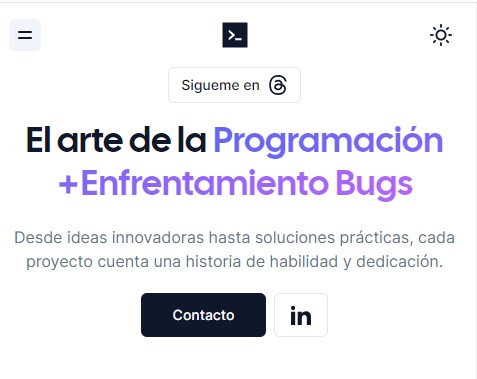 Sigueme en
El arte de la Programación
+Enfrentamiento Bugs
Desde ideas innovadoras hasta soluciones prácticas, cada
proyecto cuenta una historia de habilidad y dedicación.
Contacto
in